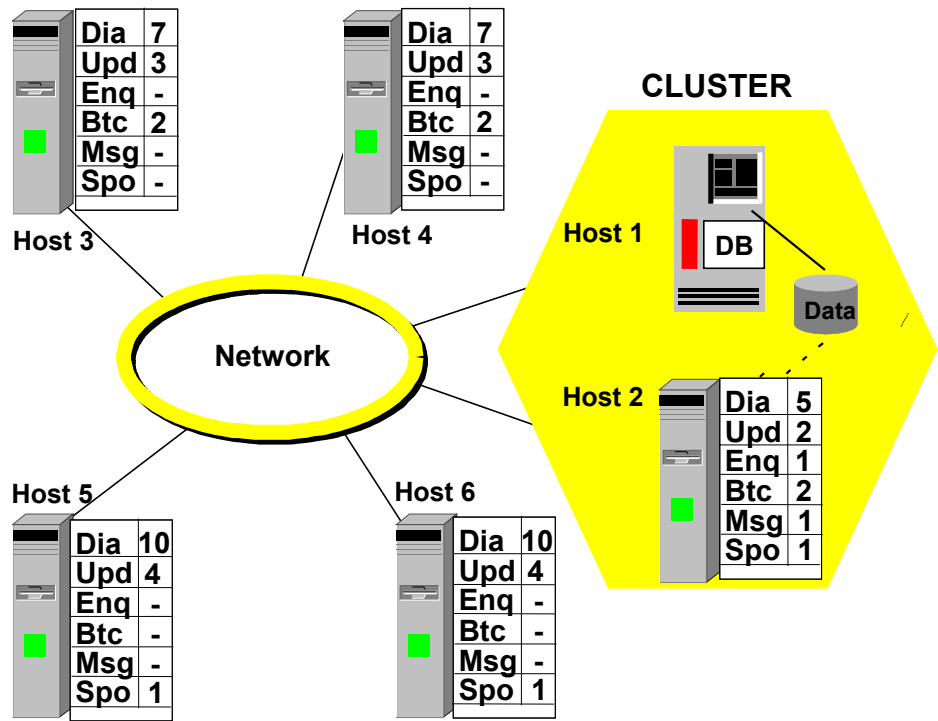 Dia 7
Upd 3
Enq -
Btc 2
Msg -
Spo -
Host 3
Dia 7
Upd 3
Enq -
Btc 2
Msg -
Spo -
Host 4
CLUSTER
Host 1
DB
Data
Network
Host 2
Dia 5
Upd 2
Enq 1
Btc 2
Msg 1
Spo 1
Host 5
Dia 10
Upd 4
Enq -
Btc -
Msg -
Spo 1
Host 6
Dia 10
Upd 4
Enq -
Btc -
Msg -
Spo 1